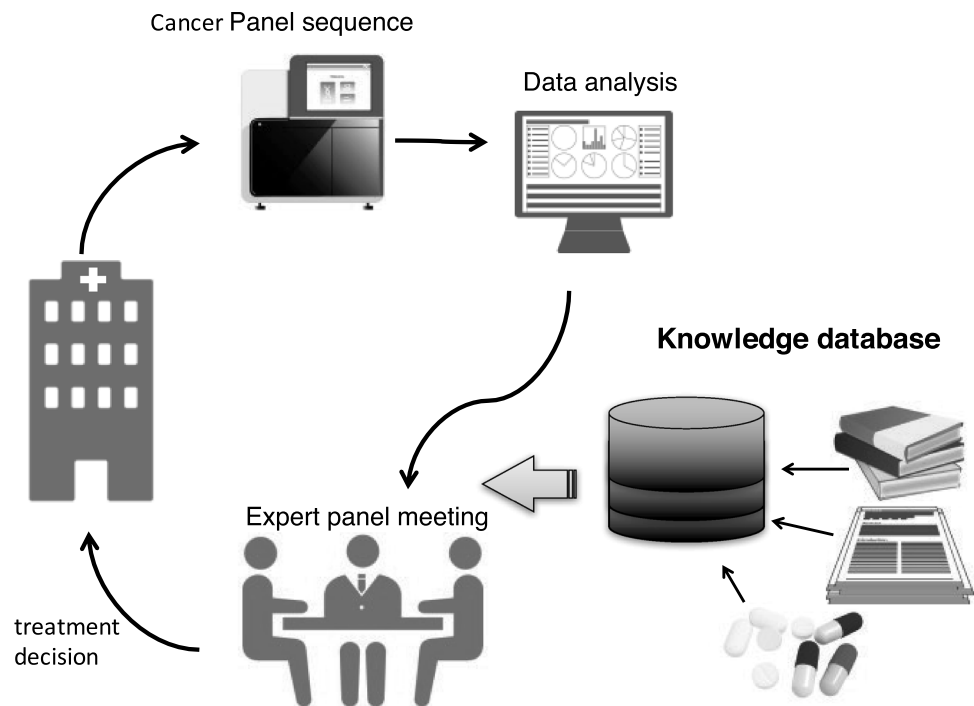 Cancer Panel sequence
Data analysis
Knowledge database
Expert panel meeting
treatment
decision